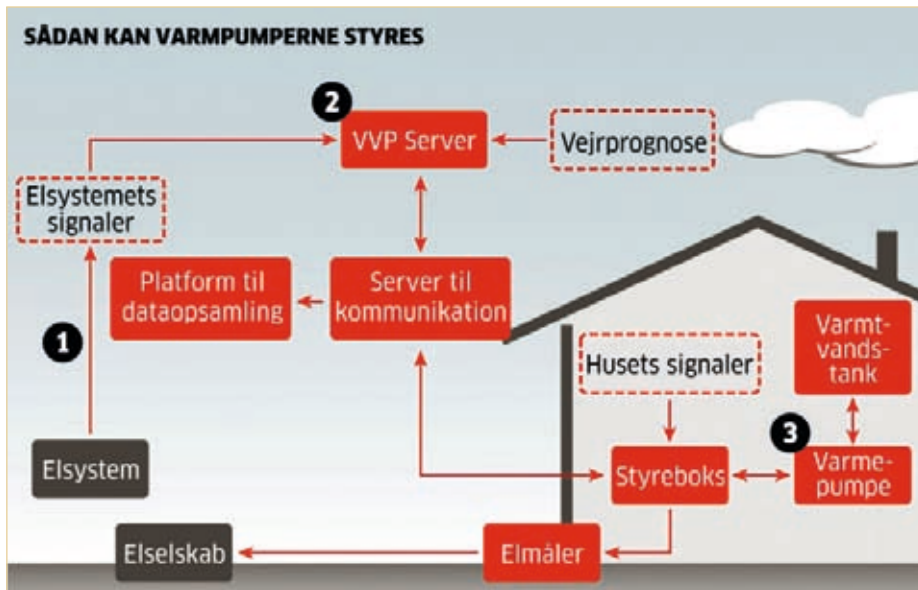 SÅDAN KAN VARMPUMPERNE STYRES
2
VVP Server
Vejrprognose
Elsystemets
signaler
Platform til
dataopsamling
Server til
kommunikation
1
Husets signaler
Varmt-
vands-
tank
3
Elsystem
Styreboks
Varme-
pumpe
Elselskab
Elmåler